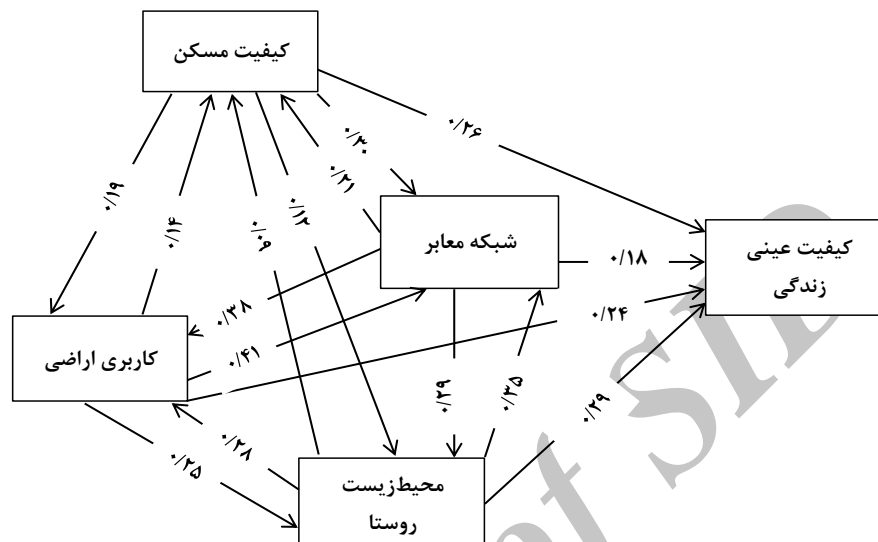 کیفیت مسکن
۰/۲۶
۰/۳۰
۰/۲۱
۰/۱۹
۰/۱۴
۰/۰۹
۰/۱۲
شبکه معابر
کیفیت عینی
زندگی
۰/۱۸
۰/۳۸
۰/۲۴
کاربری اراضی
۰/۴۱
۰/۲۹
۰/۳۵
۰/۲۹
۰/۲۵
۰/۲۸
محیط‌زیست
روستا
of SID